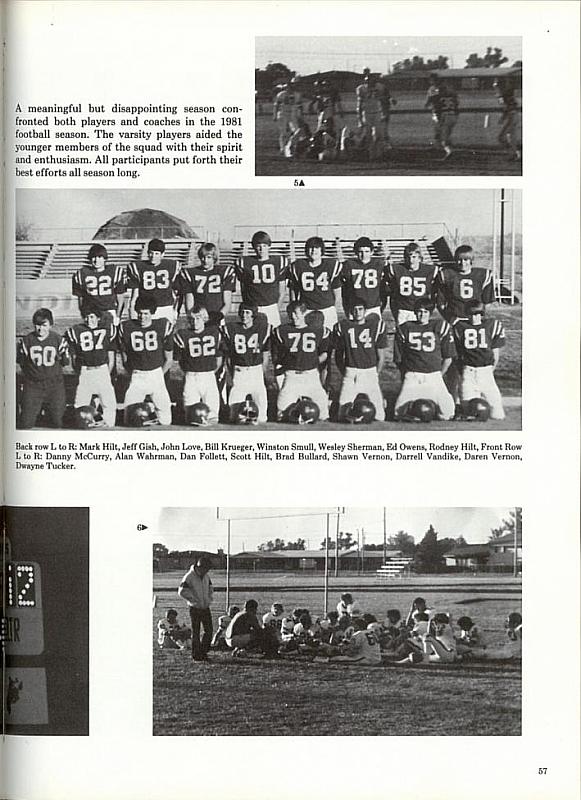 A meaningful but disappointing season con-
fronted both players and coaches in the 1981
football season. The varsity players aided the
younger members of the squad with their spirit
and enthusiasm. All participants put forth their
best efforts all season long.
5▲
32 83 72 10 64 78 85 6
60 87 68 62 84 76 14 53 81
Back row L to R: Mark Hilt, Jeff Gish, John Love, Bill Krueger, Winston Smull, Wesley Sherman, Ed Owens, Rodney Hilt, Front Row
L to R: Danny McCurry, Alan Wahrman, Dan Follett, Scott Hilt, Brad Bullard, Shawn Vernon, Darrell Vandike, Daren Vernon,
Dwayne Tucker.
6▶
57